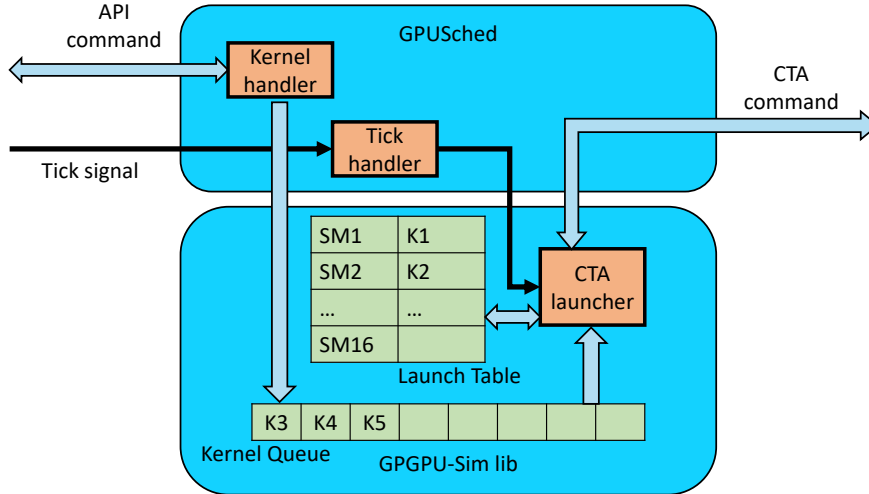 API
command
GPUSched
Kernel
handler
CTA
command
Tick
handler
Tick signal
SM1 K1
SM2 K2
... ...
SM16
CTA
launcher
Launch Table
K3 K4 K5
Kernel Queue
GPGPU-Sim lib